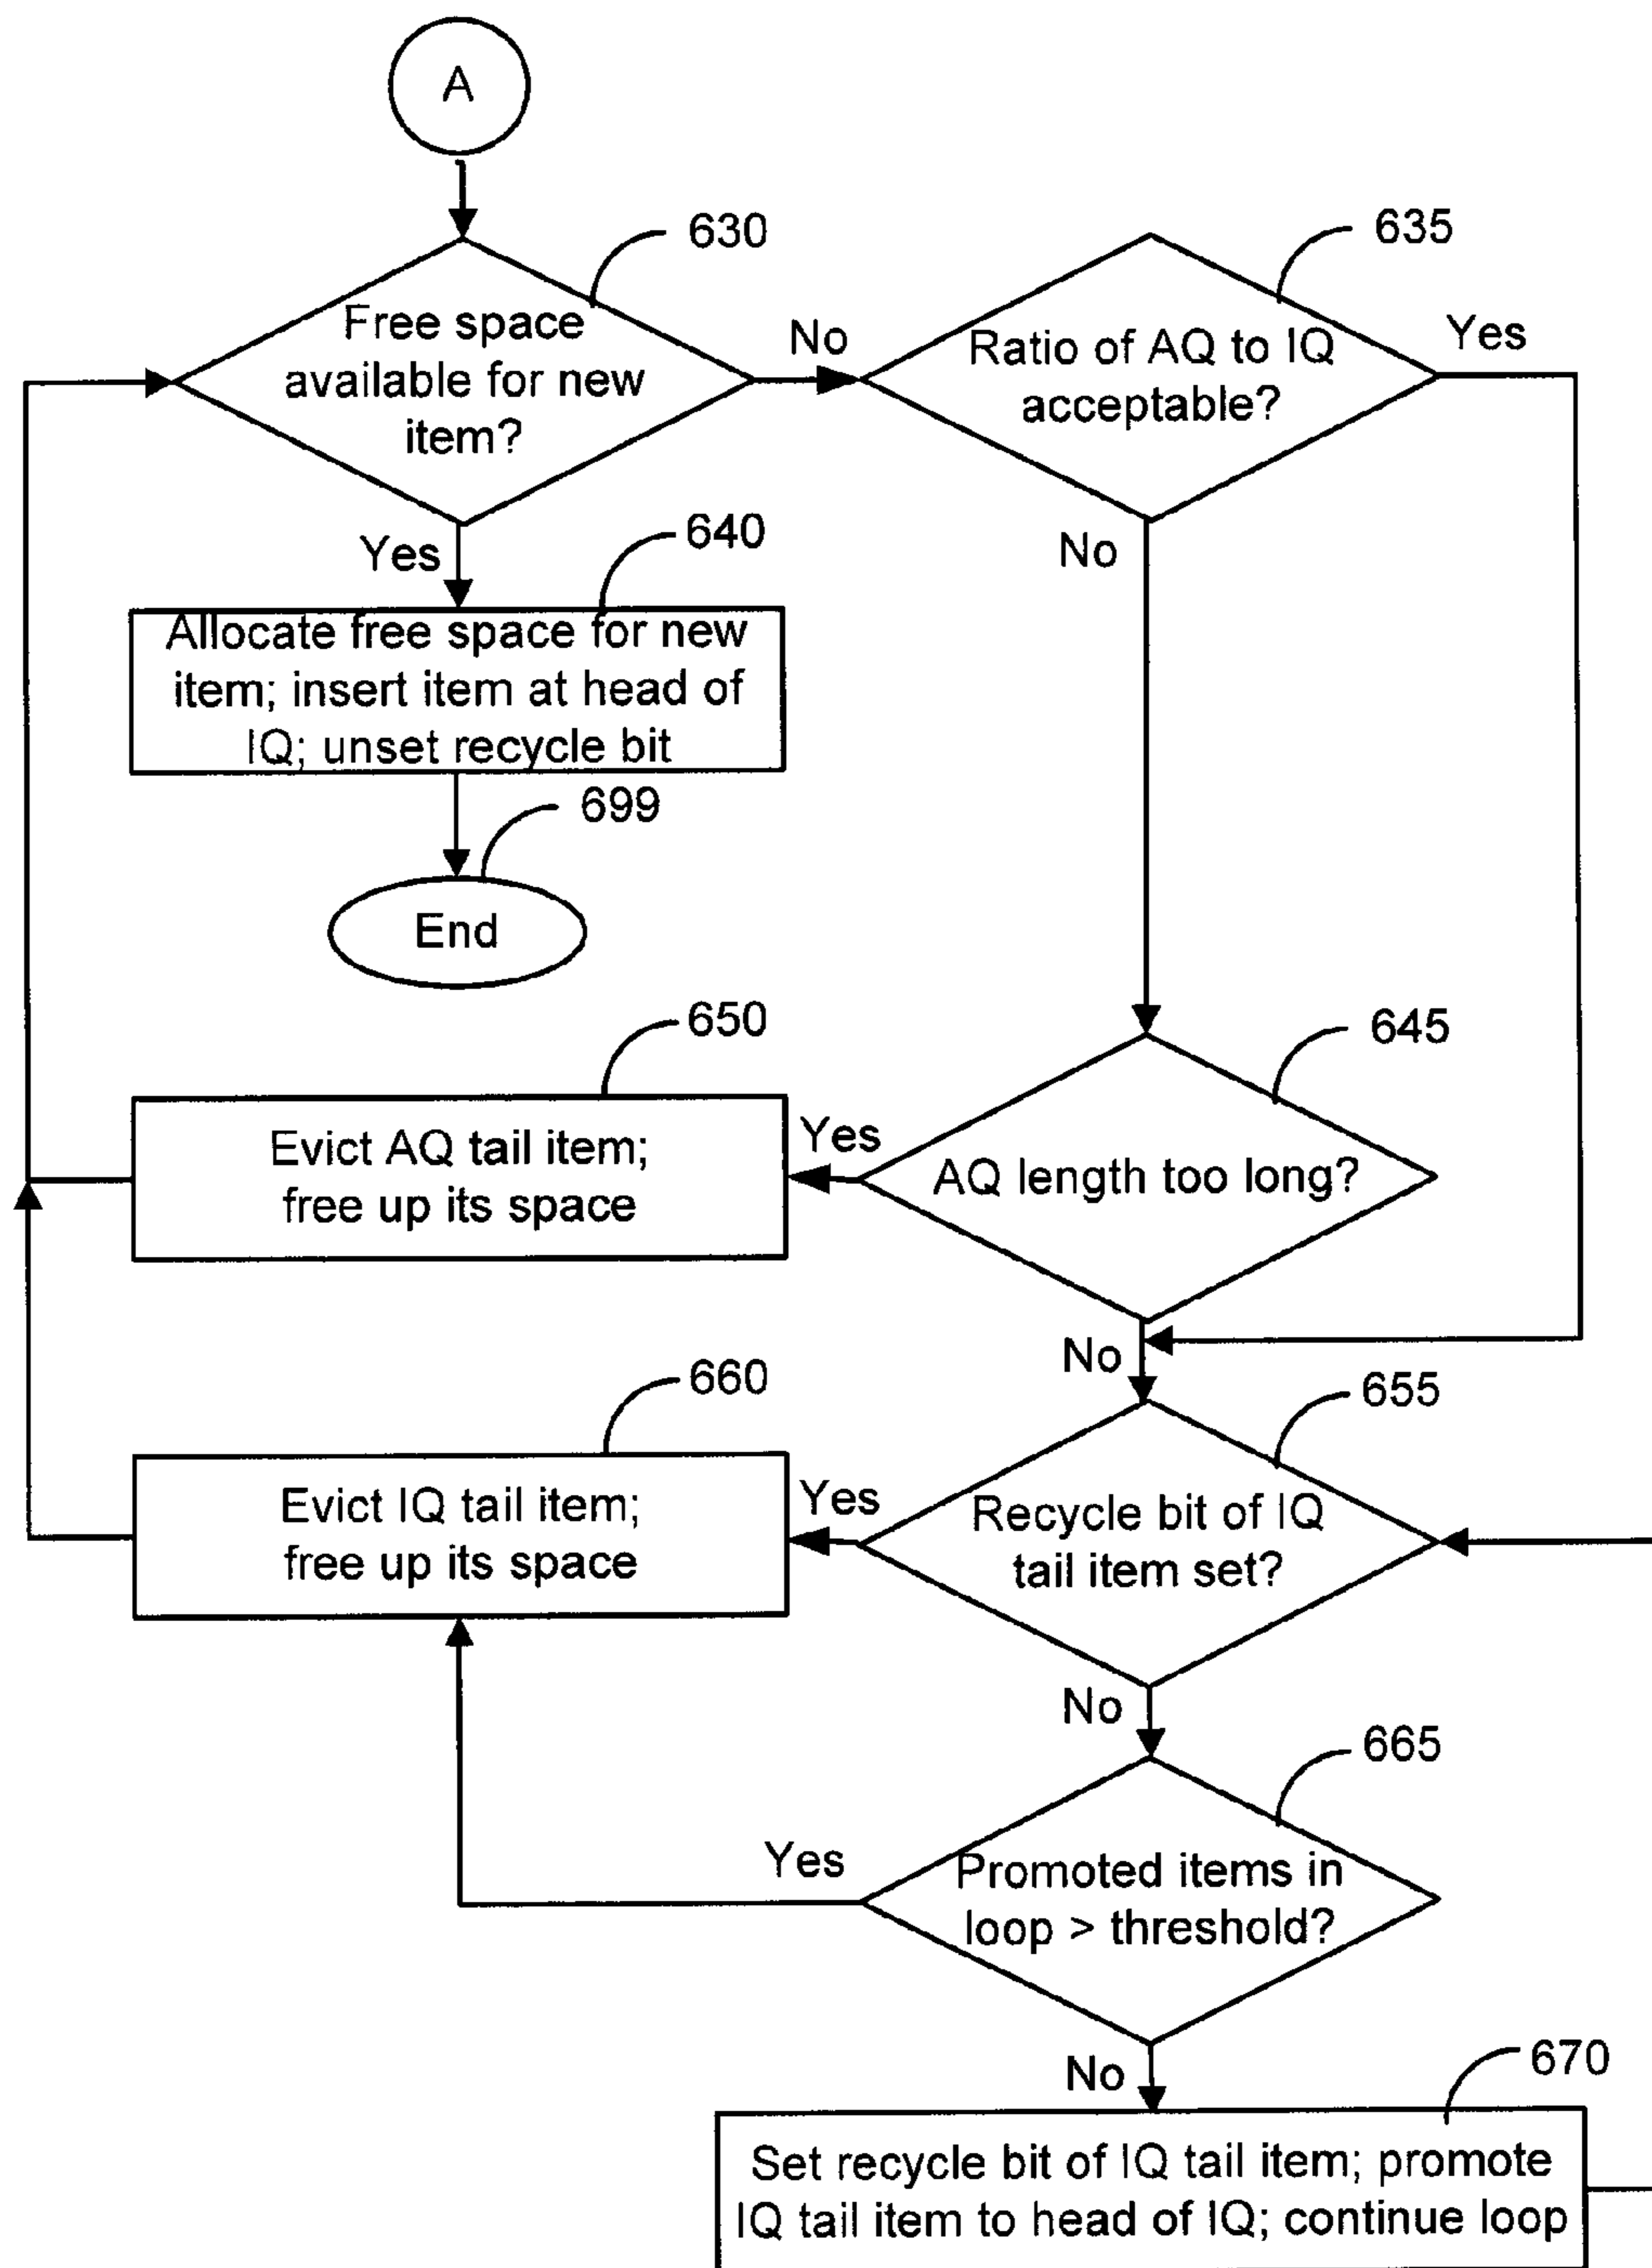 A
630
Free space
available for new
item?
No
635
Ratio of AQ to IQ
acceptable?
Yes
No
Yes
640
Allocate free space for new
item; insert item at head of
IQ; unset recycle bit
699
End
650
Evict AQ tail item;
free up its space
Yes
645
AQ length too long?
No
660
Evict IQ tail item;
free up its space
Yes
655
Recycle bit of IQ
tail item set?
No
665
Yes
Promoted items in
loop > threshold?
No
670
Set recycle bit of IQ tail item; promote
IQ tail item to head of IQ; continue loop